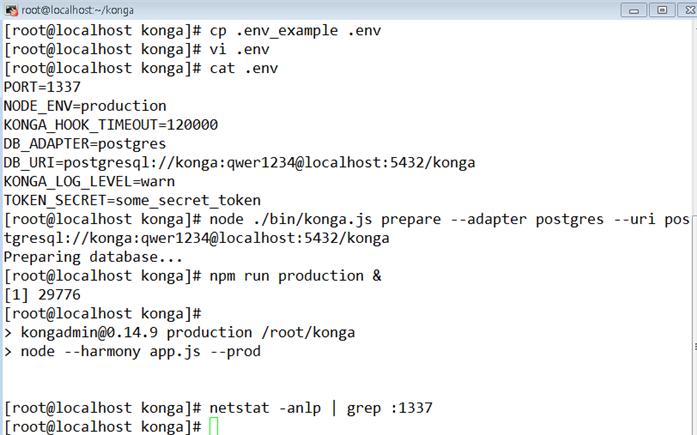 root@localhost:~/konga
[root@localhost konga]# cp .env_example .env
[root@localhost konga]# vi .env
[root@localhost konga]# cat .env
PORT=1337
NODE_ENV=production
KONGA_HOOK_TIMEOUT=120000
DB_ADAPTER=postgres
DB_URI=postgresql://konga:qwer1234@localhost:5432/konga
KONGA_LOG_LEVEL=warn
TOKEN_SECRET=some_secret_token
[root@localhost konga]# node ./bin/konga.js prepare --adapter postgres --uri pos
tgresql://konga:qwer1234@localhost:5432/konga
Preparing database...
[root@localhost konga]# npm run production &
[1] 29776
[root@localhost konga]#
> kongadmin@0.14.9 production /root/konga
> node --harmony app.js --prod
[root@localhost konga]# netstat -anlp | grep :1337
[root@localhost konga]#